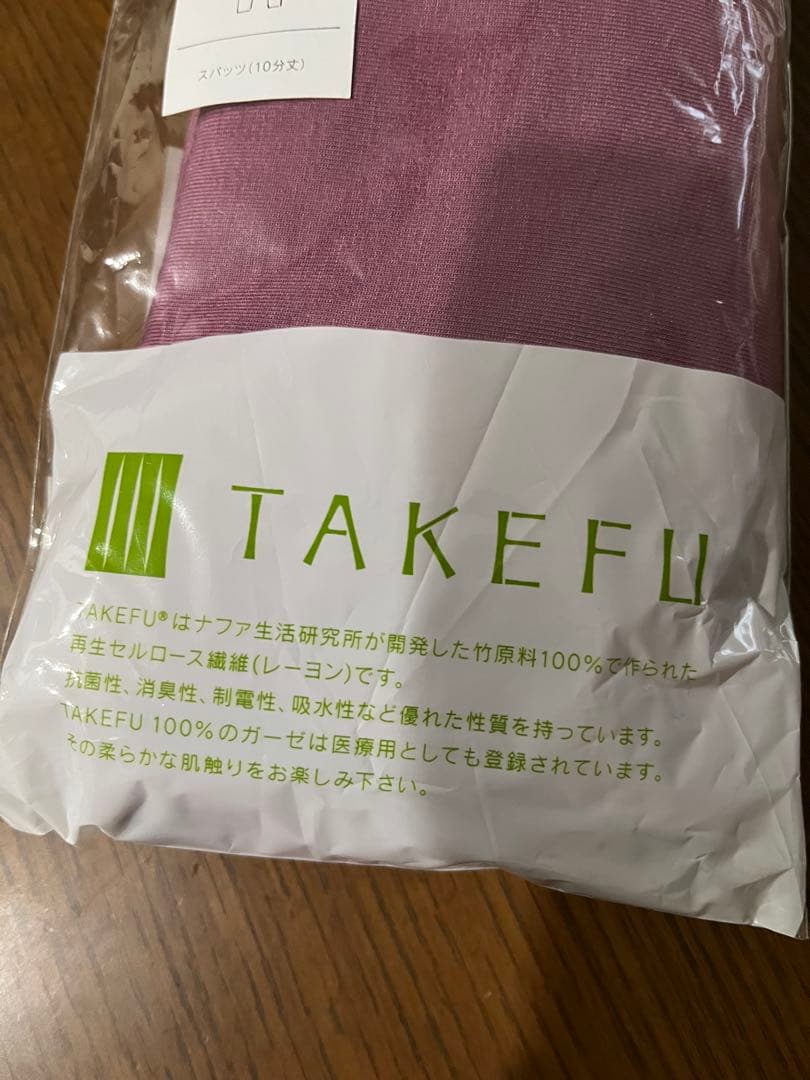 スパッツ(10分丈)
TAKEFU
TAKEFU®はナファ生活研究所が開発した竹原料100%で作られた
再生セルロース繊維(レーヨン)です。
抗菌性、消臭性、制電性、吸水性など優れた性質を持っています。
TAKEFU 100%のガーゼは医療用としても登録されています。
その柔らかな肌触りをお楽しみ下さい。